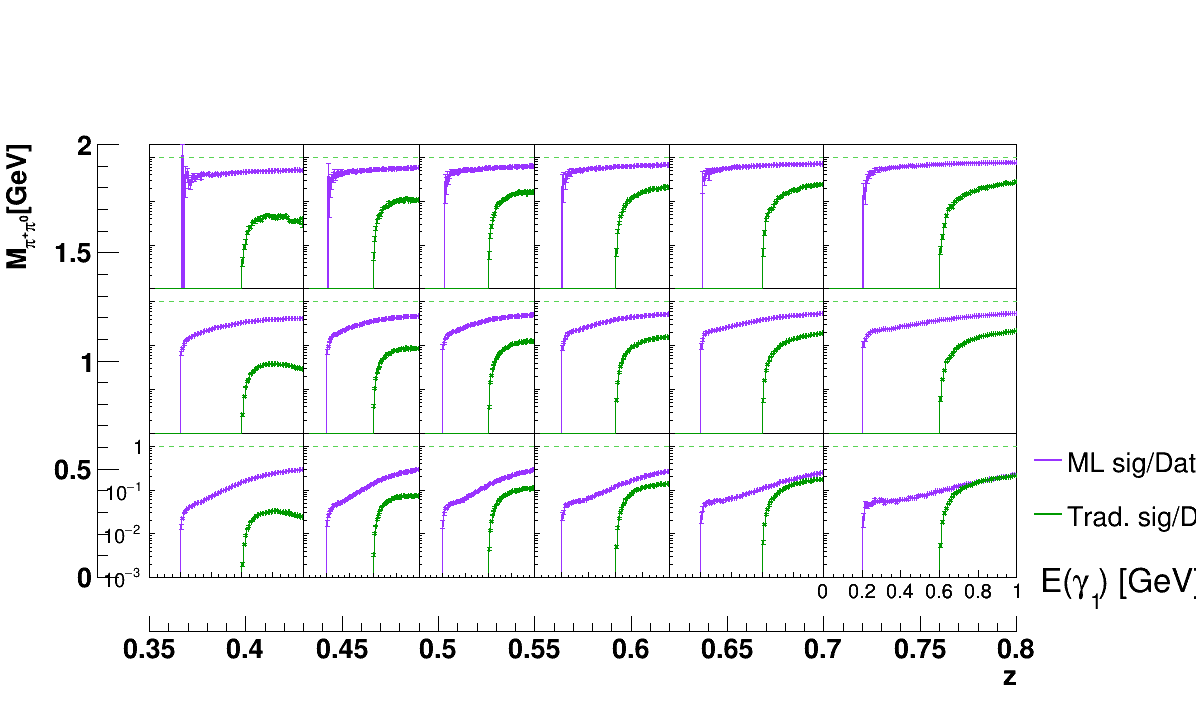 M_{π⁺π⁰}[GeV]
2
1.5
1
0.5
0
1
10⁻¹
10⁻²
10⁻³
ML sig/Dat
Trad. sig/D
0 0.2 0.4 0.6 0.8 1
E(γ₁) [GeV]
0.35 0.4 0.45 0.5 0.55 0.6 0.65 0.7 0.75 0.8
z